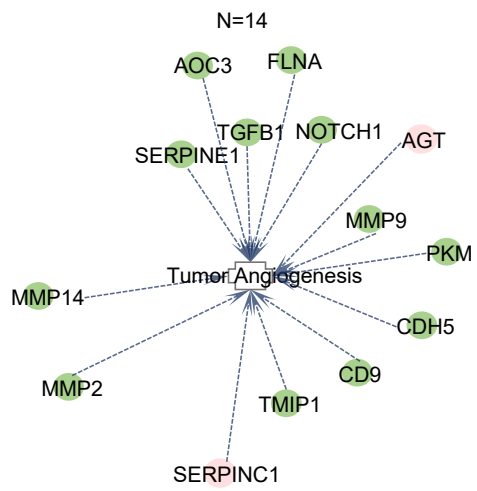 N=14
AOC3
FLNA
TGFB1
NOTCH1
SERPINE1
AGT
MMP9
PKM
Tumor Angiogenesis
MMP14
CDH5
MMP2
CD9
TMIP1
SERPINC1